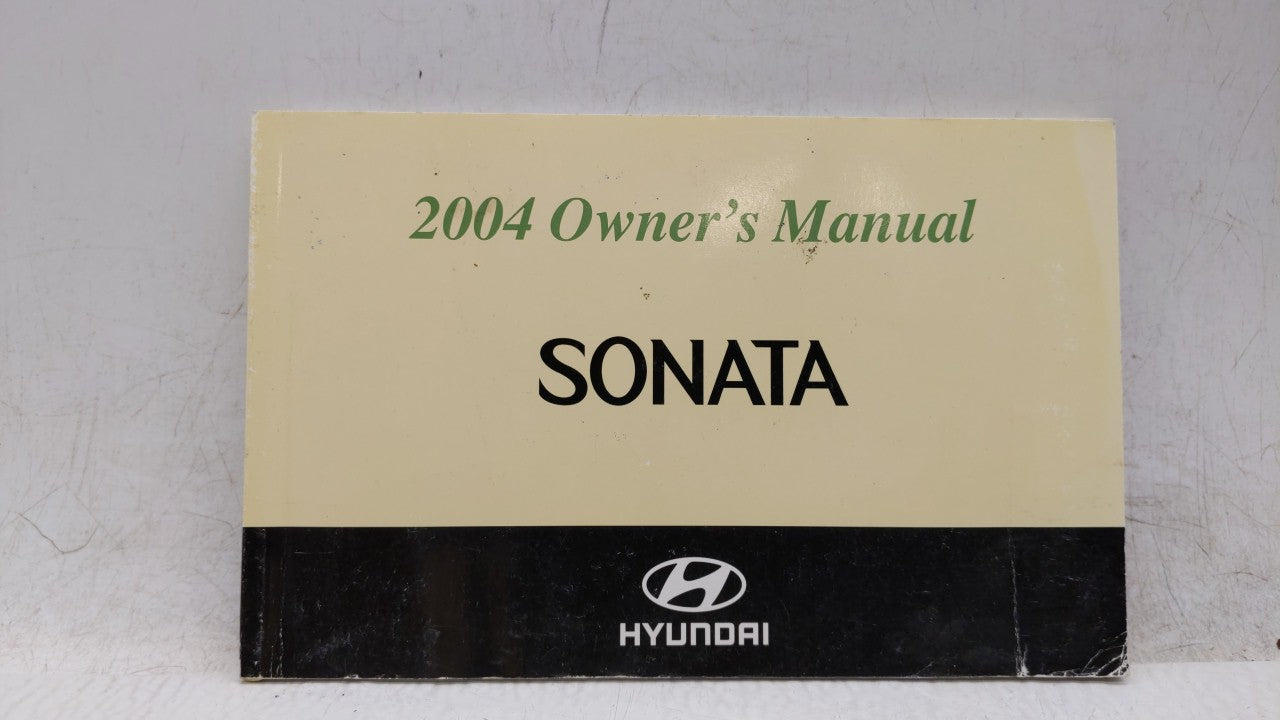 2004 Owner's Manual
SONATA
HYUNDAI